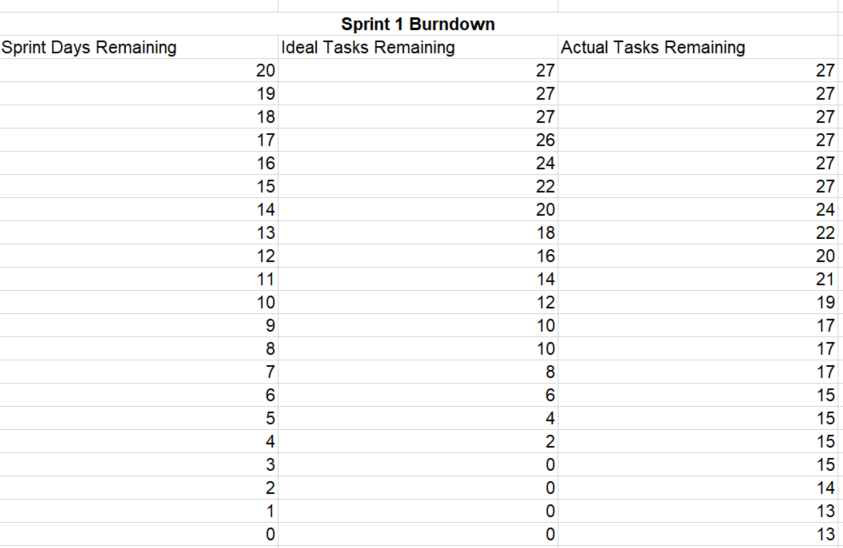 Sprint 1 Burndown
Sprint Days Remaining Ideal Tasks Remaining Actual Tasks Remaining
20 27 27
19 27 27
18 27 27
17 26 27
16 24 27
15 22 27
14 20 24
13 18 22
12 16 20
11 14 21
10 12 19
9 10 17
8 10 17
7 8 17
6 6 15
5 4 15
4 2 15
3 0 15
2 0 14
1 0 13
0 0 13